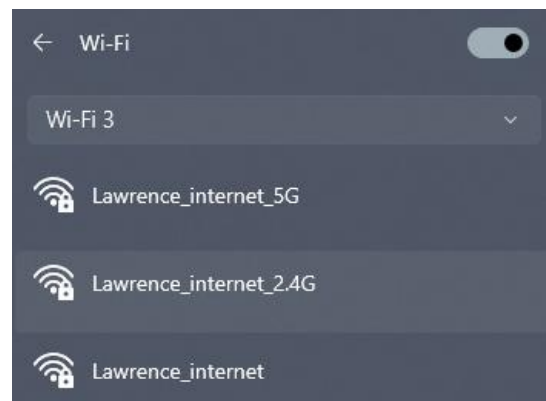 Wi-Fi
Wi-Fi 3
Lawrence_internet_5G
Lawrence_internet_2.4G
Lawrence_internet